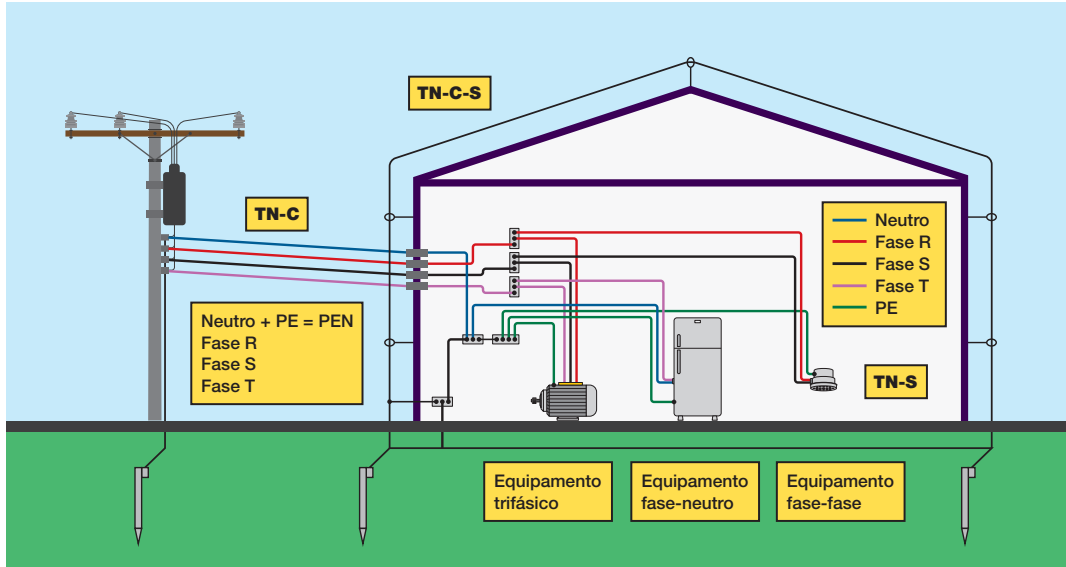 TN-C-S
TN-C
Neutro
Fase R
Fase S
Fase T
PE
Neutro + PE = PEN
Fase R
Fase S
Fase T
TN-S
Equipamento
trifásico
Equipamento
fase-neutro
Equipamento
fase-fase